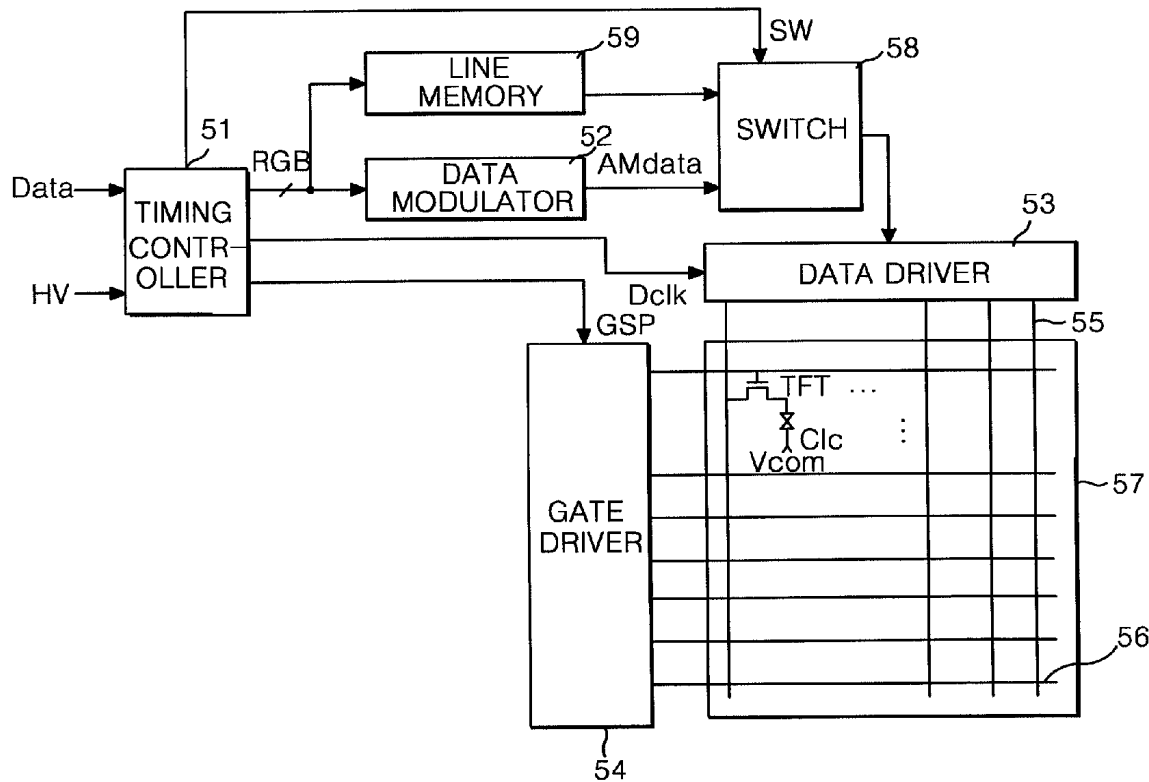 SW
59
58
LINE
MEMORY
SWITCH
51
RGB
52
DATA
MODULATOR
AMdata
Data
TIMING
CONTR-
OLLER
HV
53
DATA DRIVER
Dclk
GSP
55
TFT ...
Clc
Vcom
57
GATE
DRIVER
56
54